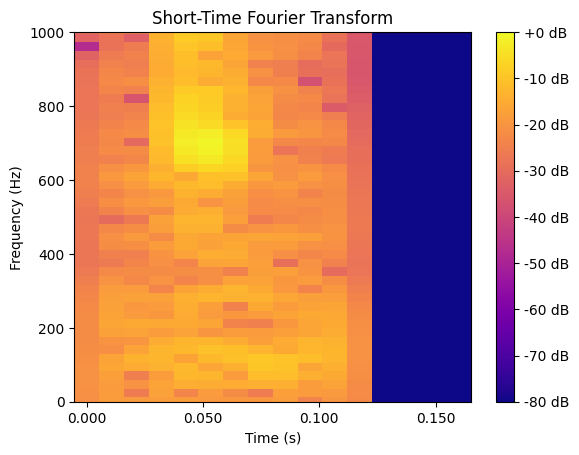 Short-Time Fourier Transform
Frequency (Hz)
1000
800
600
400
200
0
0.000
0.050
0.100
0.150
Time (s)
+0 dB
-10 dB
-20 dB
-30 dB
-40 dB
-50 dB
-60 dB
-70 dB
-80 dB